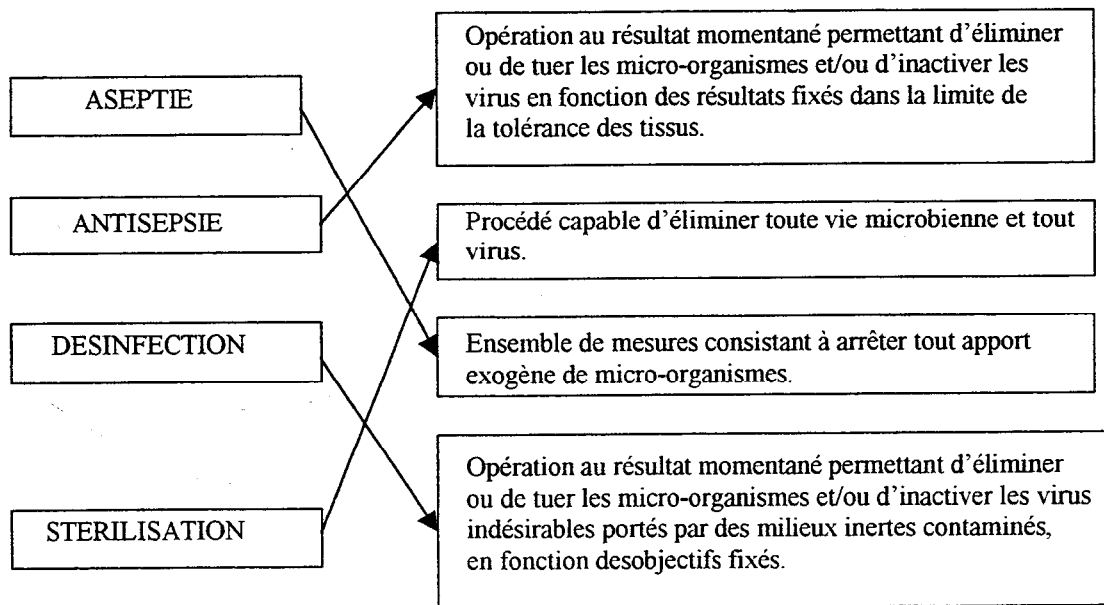 ASEPTIE
ANTISEPSIE
DESINFECTION
STERILISATION
Opération au résultat momentané permettant d'éliminer
ou de tuer les micro-organismes et/ou d'inactiver les
virus en fonction des résultats fixés dans la limite de
la tolérance des tissus.
Procédé capable d'éliminer toute vie microbienne et tout
virus.
Ensemble de mesures consistant à arrêter tout apport
exogène de micro-organismes.
Opération au résultat momentané permettant d'éliminer
ou de tuer les micro-organismes et/ou d'inactiver les virus
indésirables portés par des milieux inertes contaminés,
en fonction desobjectifs fixés.